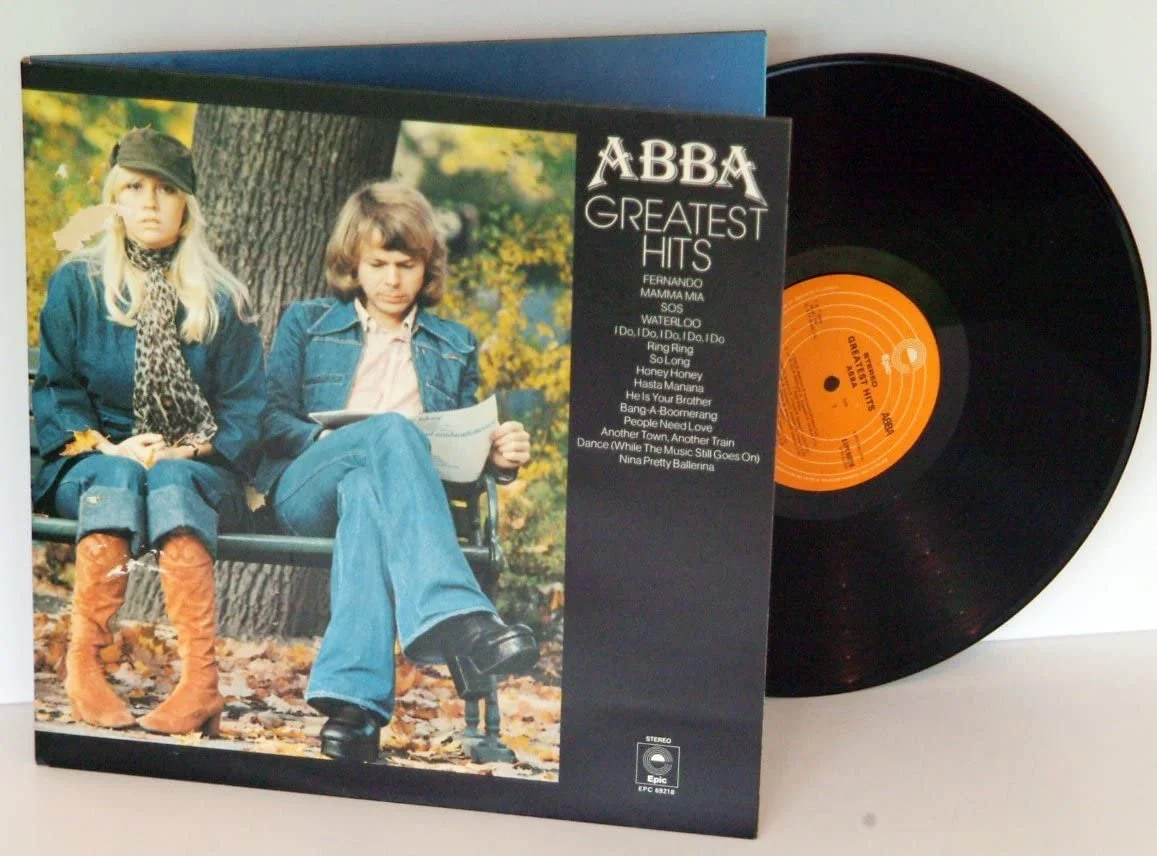 ABBA
GREATEST
HITS
FERNANDO
MAMMA MIA
SOS
WATERLOO
I Do, I Do, I Do, I Do, I Do
Ring Ring
So Long
Honey Honey
Hasta Manana
He Is Your Brother
Bang-A-Boomerang
People Need Love
Another Town, Another Train
Dance (While The Music Still Goes On)
Nina Pretty Ballerina
STEREO
Epic
EPC 69218
Epic
STEREO
GREATEST HITS
ABBA
ABBA